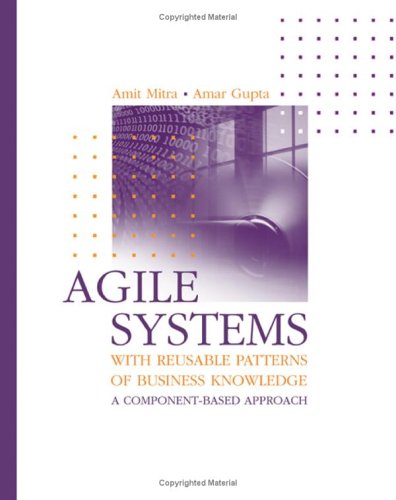 Copyrighted Material
Amit Mitra • Amar Gupta
AGILE
SYSTEMS
WITH REUSABLE PATTERNS
OF BUSINESS KNOWLEDGE
A COMPONENT-BASED APPROACH
Copyrighted Material